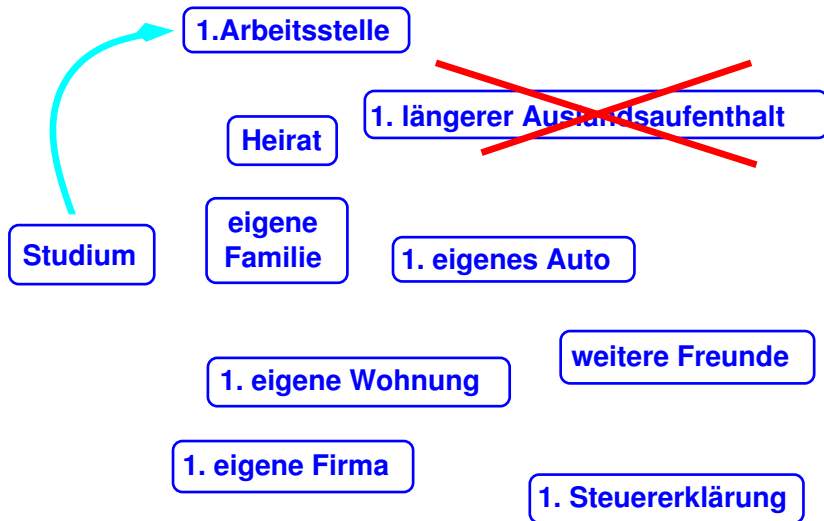 1.Arbeitsstelle
1. längerer Auslandsaufenthalt
Heirat
eigene
Familie
Studium
1. eigenes Auto
weitere Freunde
1. eigene Wohnung
1. eigene Firma
1. Steuererklärung